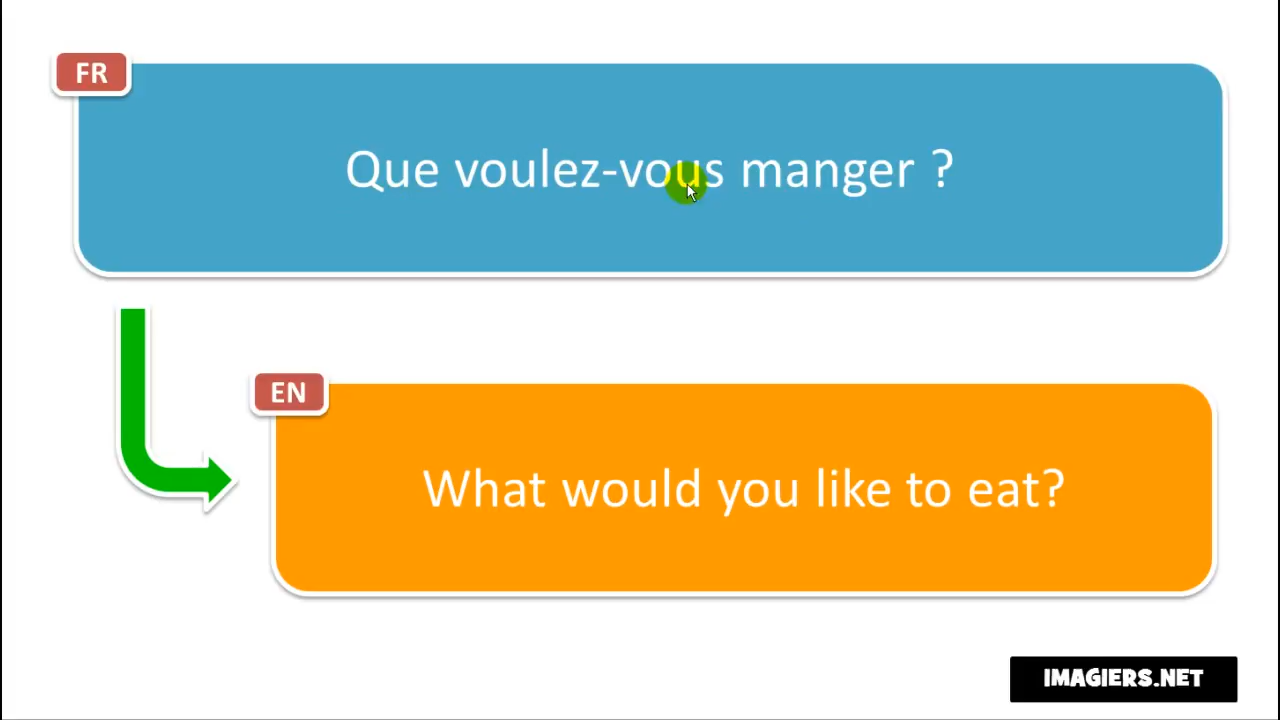 FR
Que voulez-vous manger ?
EN
What would you like to eat?
IMAGIERS.NET